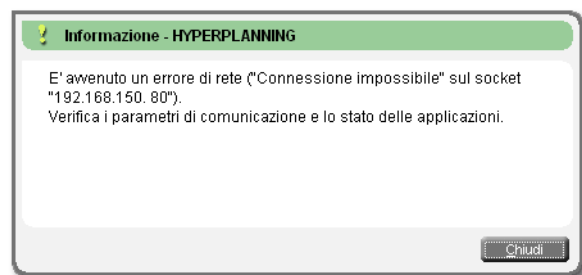 Informazione - HYPERPLANNING
E' avvenuto un errore di rete ("Connessione impossibile" sul socket
"192.168.150. 80").
Verifica i parametri di comunicazione e lo stato delle applicazioni.
Chiudi